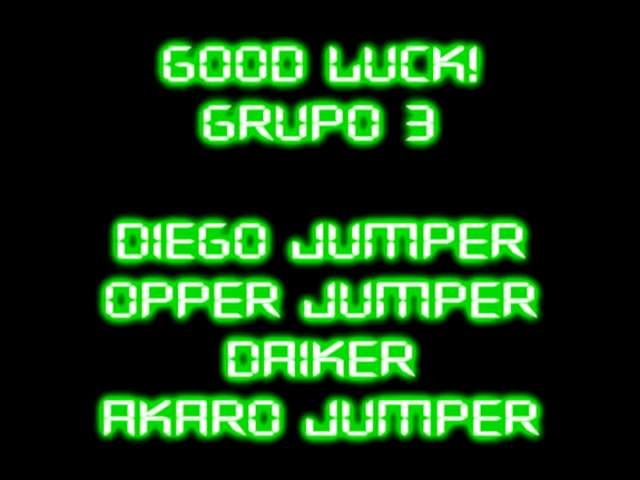 GOOD LUCK!
GRUPO 3
DIEGO JUMPER
OPPER JUMPER
DAIKER
AKARO JUMPER